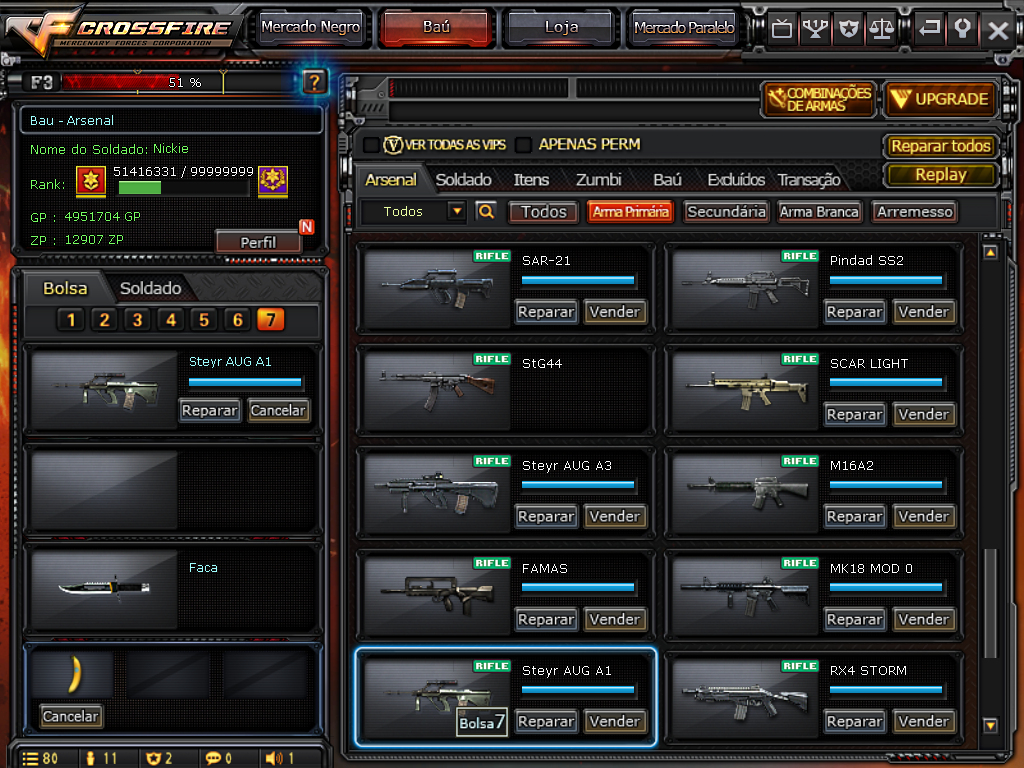 CROSSFIRE
MERCENARY FORCES CORPORATION
Mercado Negro
Baú
Loja
Mercado Paralelo
F3
51 %
?
Bau - Arsenal
Nome do Soldado: Nickie
Rank: 51416331 / 99999999
GP : 4951704 GP
ZP : 12907 ZP
N
Perfil
Bolsa
Soldado
1 2 3 4 5 6 7
Steyr AUG A1
Reparar Cancelar
Faca
Cancelar
80 11 2 0 1
COMBINAÇÕES
DE ARMAS
UPGRADE
V VER TODAS AS VIPS
APENAS PERM
Reparar todos
Replay
Arsenal Soldado Itens Zumbi Baú Excluídos Transação
Todos
Todos Arma Primária Secundária Arma Branca Arremesso
RIFLE SAR-21
Reparar Vender
RIFLE Pindad SS2
Reparar Vender
RIFLE StG44
RIFLE SCAR LIGHT
Reparar Vender
RIFLE Steyr AUG A3
Reparar Vender
RIFLE M16A2
Reparar Vender
RIFLE FAMAS
Reparar Vender
RIFLE MK18 MOD 0
Reparar Vender
RIFLE Steyr AUG A1
Bolsa7 Reparar Vender
RIFLE RX4 STORM
Reparar Vender